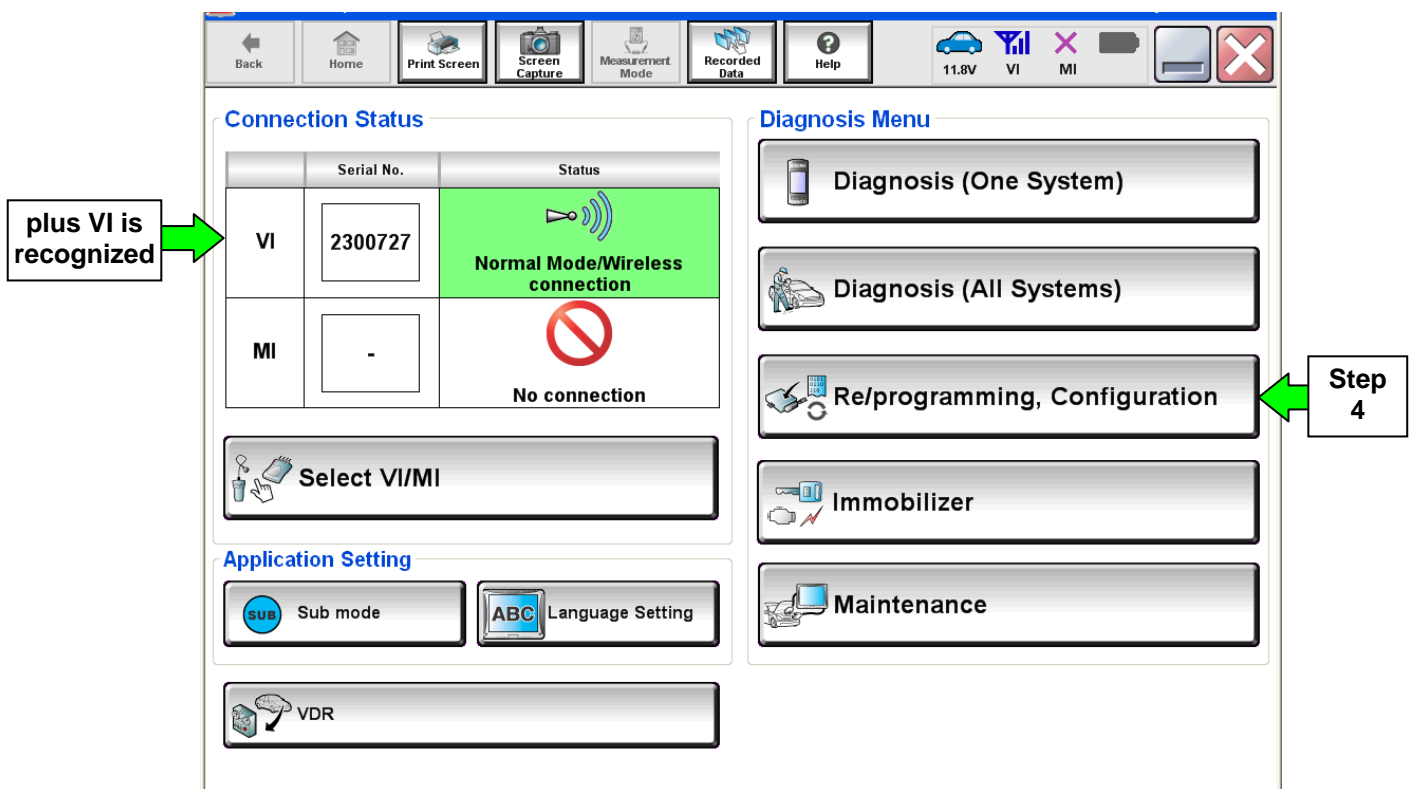 Back
Home
Print Screen
Screen
Capture
Measurement
Mode
Recorded
Data
Help
11.8V
VI
MI
Connection Status
Serial No.
Status
VI
2300727
Normal Mode/Wireless
connection
MI
-
No connection
Select VI/MI
Application Setting
SUB
Sub mode
ABC
Language Setting
VDR
Diagnosis Menu
Diagnosis (One System)
Diagnosis (All Systems)
Re/programming, Configuration
Immobilizer
Maintenance
plus VI is
recognized
Step
4